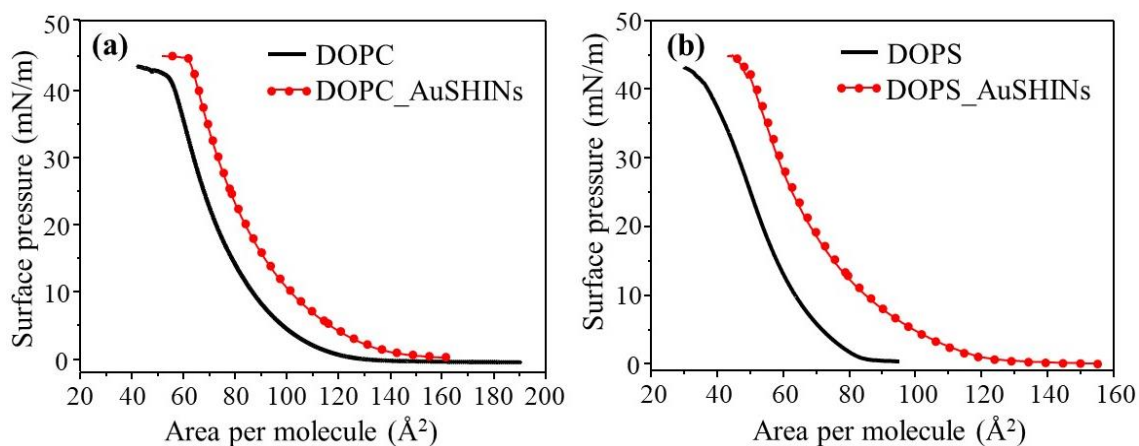 (a)
DOPC
DOPC_AuSHINs
Surface pressure (mN/m)
50
40
30
20
10
0
20 40 60 80 100 120 140 160 180 200
Area per molecule (Å²)
(b)
DOPS
DOPS_AuSHINs
Surface pressure (mN/m)
50
40
30
20
10
0
20 40 60 80 100 120 140 160
Area per molecule (Å²)